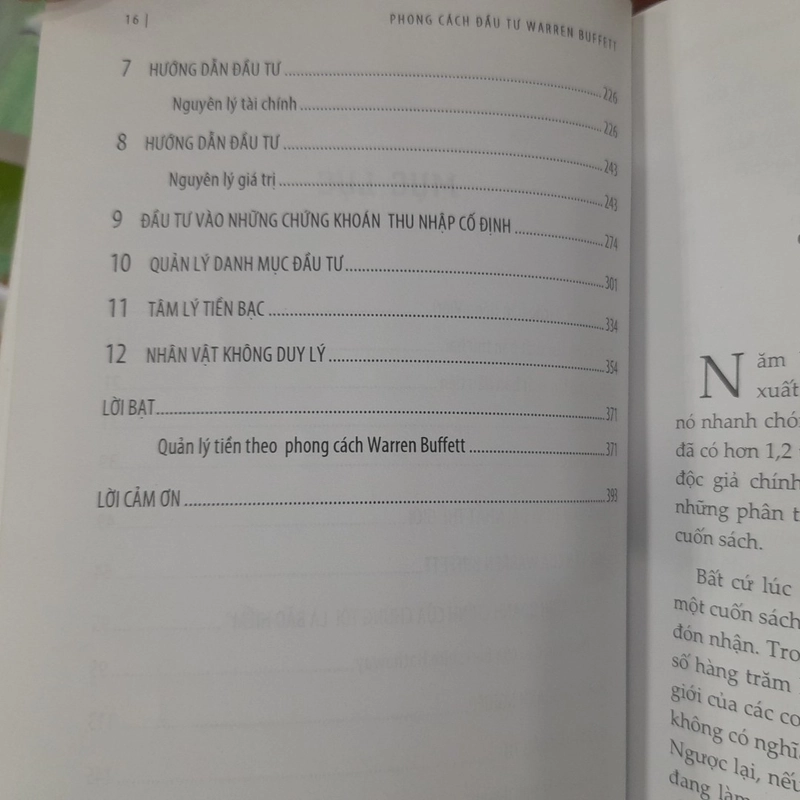 16 | PHONG CÁCH ĐẦU TƯ WARREN BUFFETT
7 HƯỚNG DẪN ĐẦU TƯ ........ 226
Nguyên lý tài chính ........ 226
8 HƯỚNG DẪN ĐẦU TƯ ........ 243
Nguyên lý giá trị ........ 243
9 ĐẦU TƯ VÀO NHỮNG CHỨNG KHOÁN THU NHẬP CỐ ĐỊNH ........ 274
10 QUẢN LÝ DANH MỤC ĐẦU TƯ ........ 301
11 TÂM LÝ TIỀN BẠC ........ 334
12 NHÂN VẬT KHÔNG DUY LÝ ........ 354
LỜI BẠT ........ 371
Quản lý tiền theo phong cách Warren Buffett ........ 371
LỜI CẢM ƠN ........ 393
Năm
xuất
nó nhanh chó
đã có hơn 1,2
độc giả chính
những phân t
cuốn sách.
Bất cứ lúc
một cuốn sách
đón nhận. Tro
số hàng trăm
giới của các co
không có nghĩ
Ngược lại, nếu
đang làm